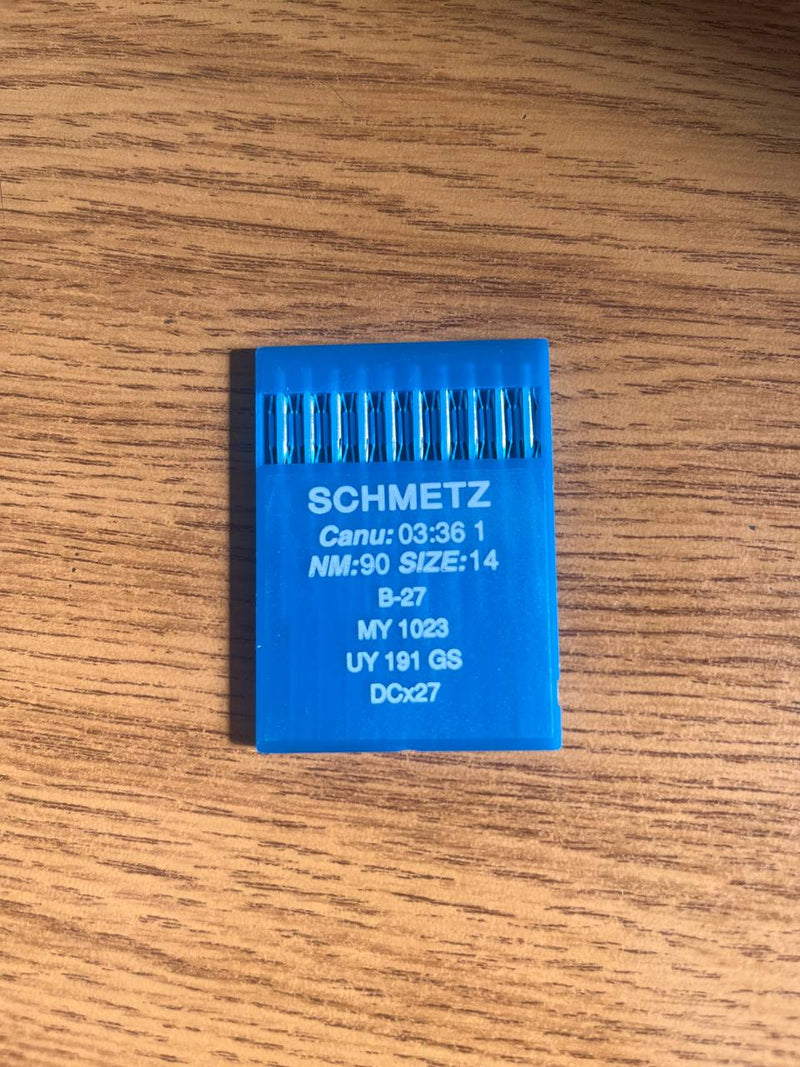 SCHMETZ
Canu: 03:36 1
NM:90 SIZE:14
B-27
MY 1023
UY 191 GS
DCx27